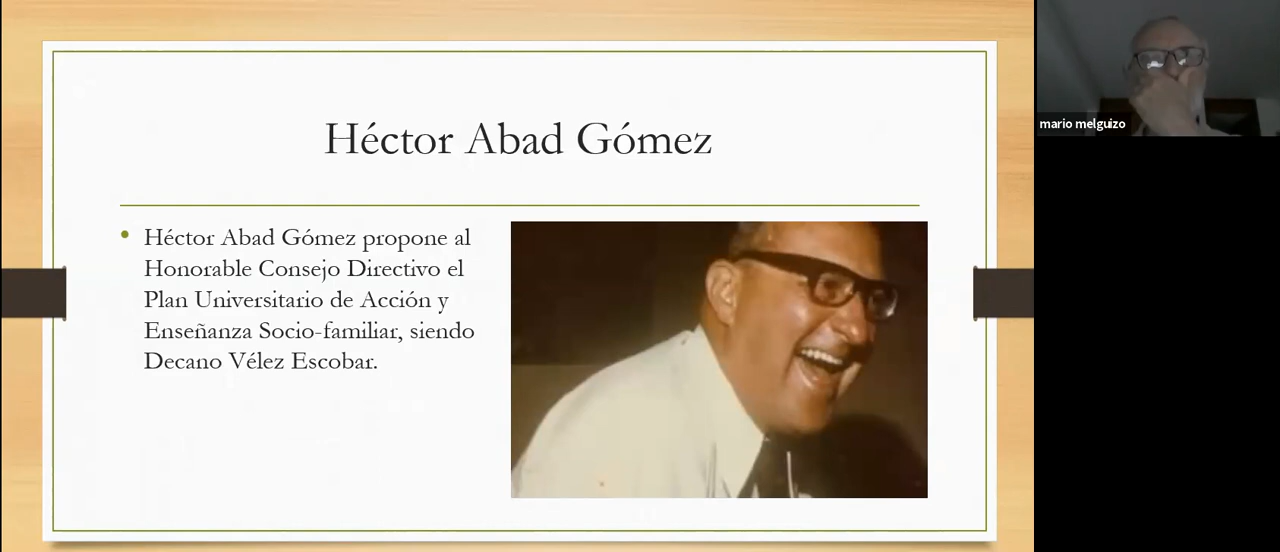 Héctor Abad Gómez
Héctor Abad Gómez propone al
Honorable Consejo Directivo el
Plan Universitario de Acción y
Enseñanza Socio-familiar, siendo
Decano Vélez Escobar.
mario melguizo